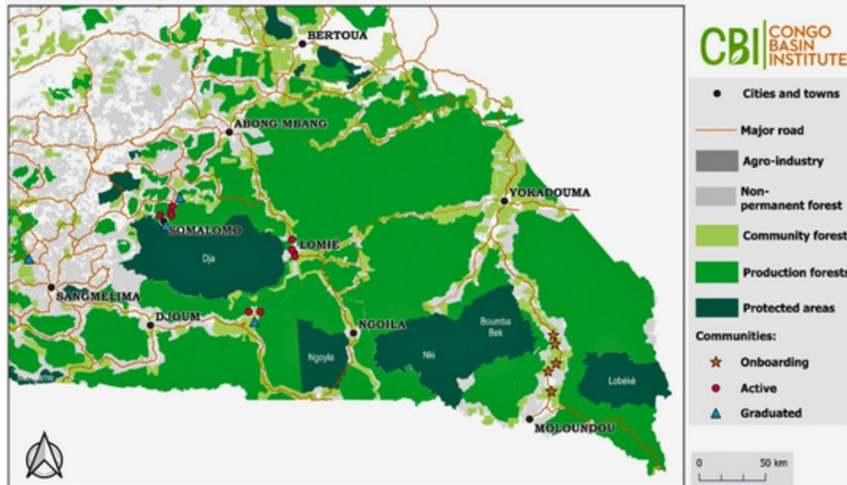 BERTOUA
ABONG-MBANG
YOKADOUMA
SOMALOMO
LOMIÉ
Dja
SANGMELIMA
DJOUM
NGOILA
Boumba
Bek
Ngoyla
Nki
Lobéké
MOLOUNDOU
CBI
CONGO
BASIN
INSTITUTE
Cities and towns
Major road
Agro-industry
Non-
permanent forest
Community forest
Production forests
Protected areas
Communities:
Onboarding
Active
Graduated
0 50 km